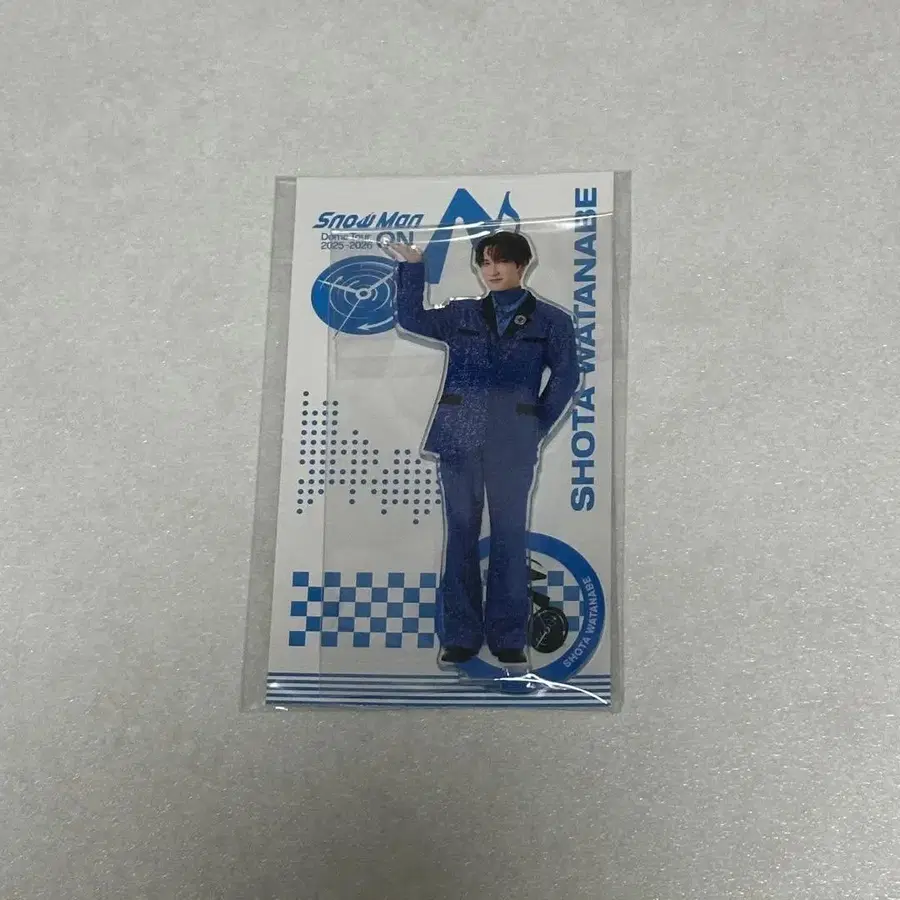 Snow Man
Dome Tour
2025-2026
ON
SHOTA WATANABE
SHOTA WATANABE